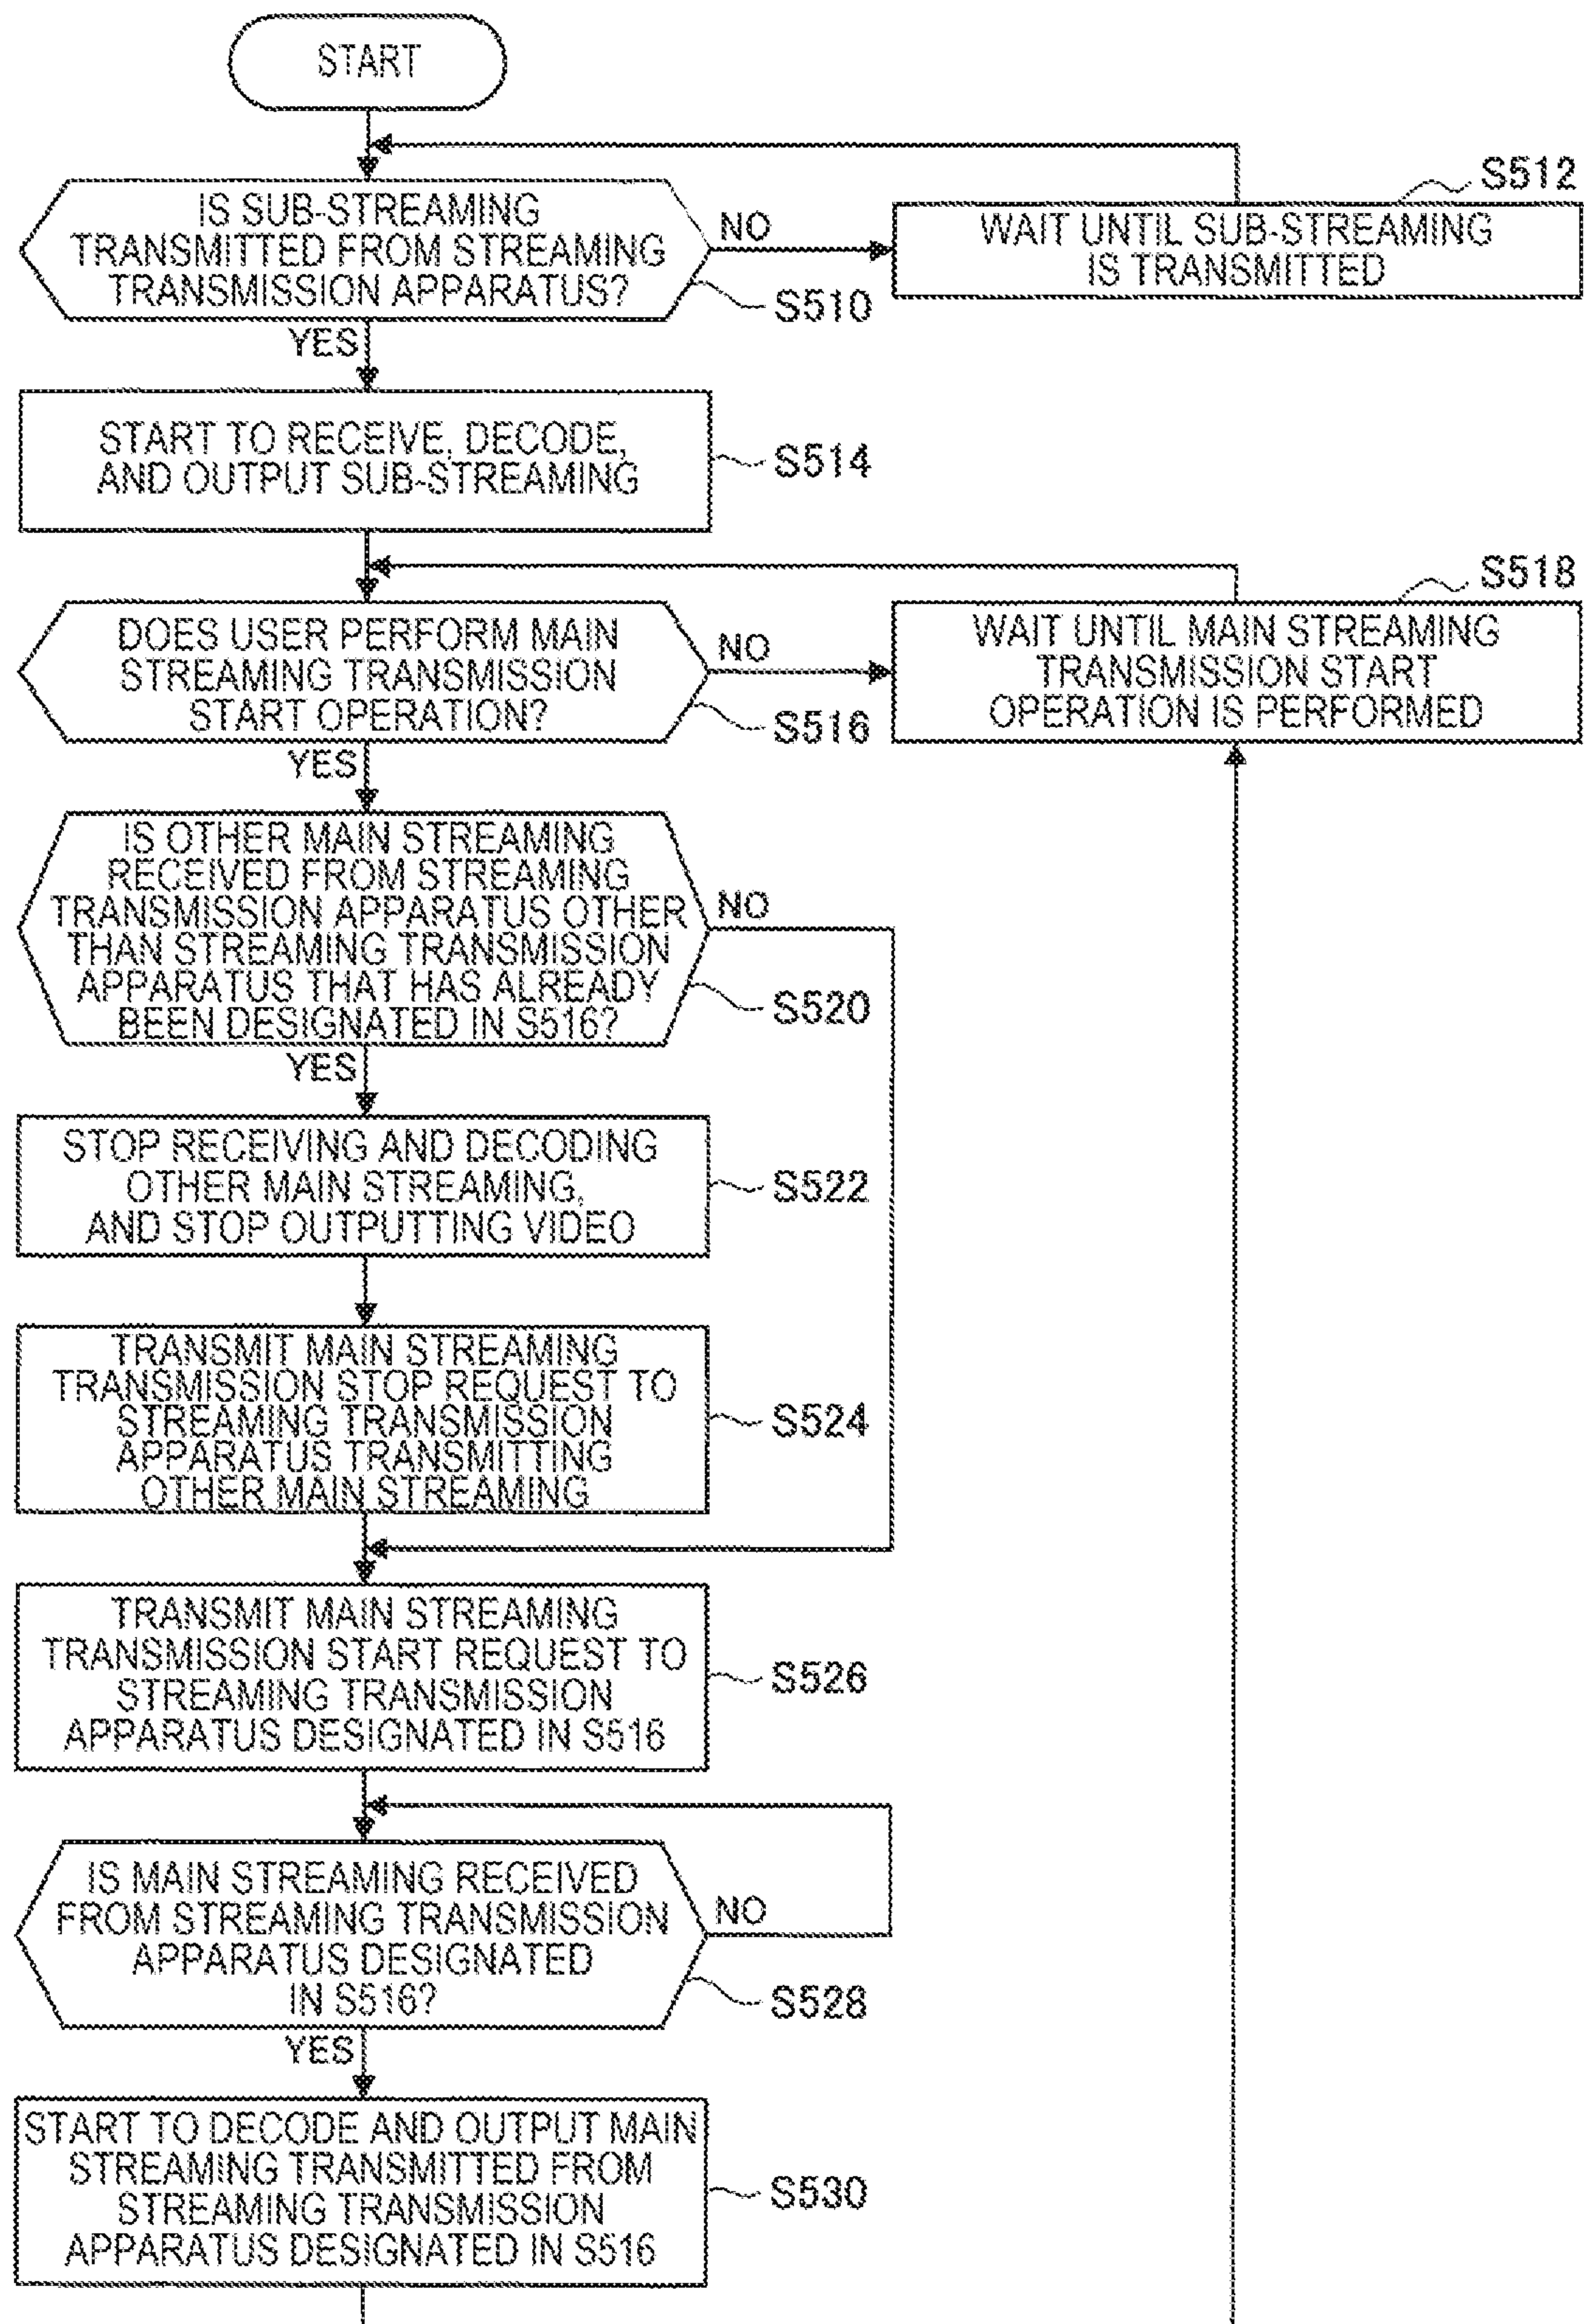 START
IS SUB-STREAMING
TRANSMITTED FROM STREAMING
TRANSMISSION APPARATUS?
S510
NO
WAIT UNTIL SUB-STREAMING
IS TRANSMITTED
S512
YES
START TO RECEIVE, DECODE,
AND OUTPUT SUB-STREAMING
S514
DOES USER PERFORM MAIN
STREAMING TRANSMISSION
START OPERATION?
S516
NO
WAIT UNTIL MAIN STREAMING
TRANSMISSION START
OPERATION IS PERFORMED
S518
YES
IS OTHER MAIN STREAMING
RECEIVED FROM STREAMING
TRANSMISSION APPARATUS OTHER
THAN STREAMING TRANSMISSION
APPARATUS THAT HAS ALREADY
BEEN DESIGNATED IN S516?
S520
NO
YES
STOP RECEIVING AND DECODING
OTHER MAIN STREAMING,
AND STOP OUTPUTTING VIDEO
S522
TRANSMIT MAIN STREAMING
TRANSMISSION STOP REQUEST TO
STREAMING TRANSMISSION
APPARATUS TRANSMITTING
OTHER MAIN STREAMING
S524
TRANSMIT MAIN STREAMING
TRANSMISSION START REQUEST TO
STREAMING TRANSMISSION
APPARATUS DESIGNATED IN S516
S526
IS MAIN STREAMING RECEIVED
FROM STREAMING TRANSMISSION
APPARATUS DESIGNATED
IN S516?
S528
NO
YES
START TO DECODE AND OUTPUT MAIN
STREAMING TRANSMITTED FROM
STREAMING TRANSMISSION
APPARATUS DESIGNATED IN S516
S530